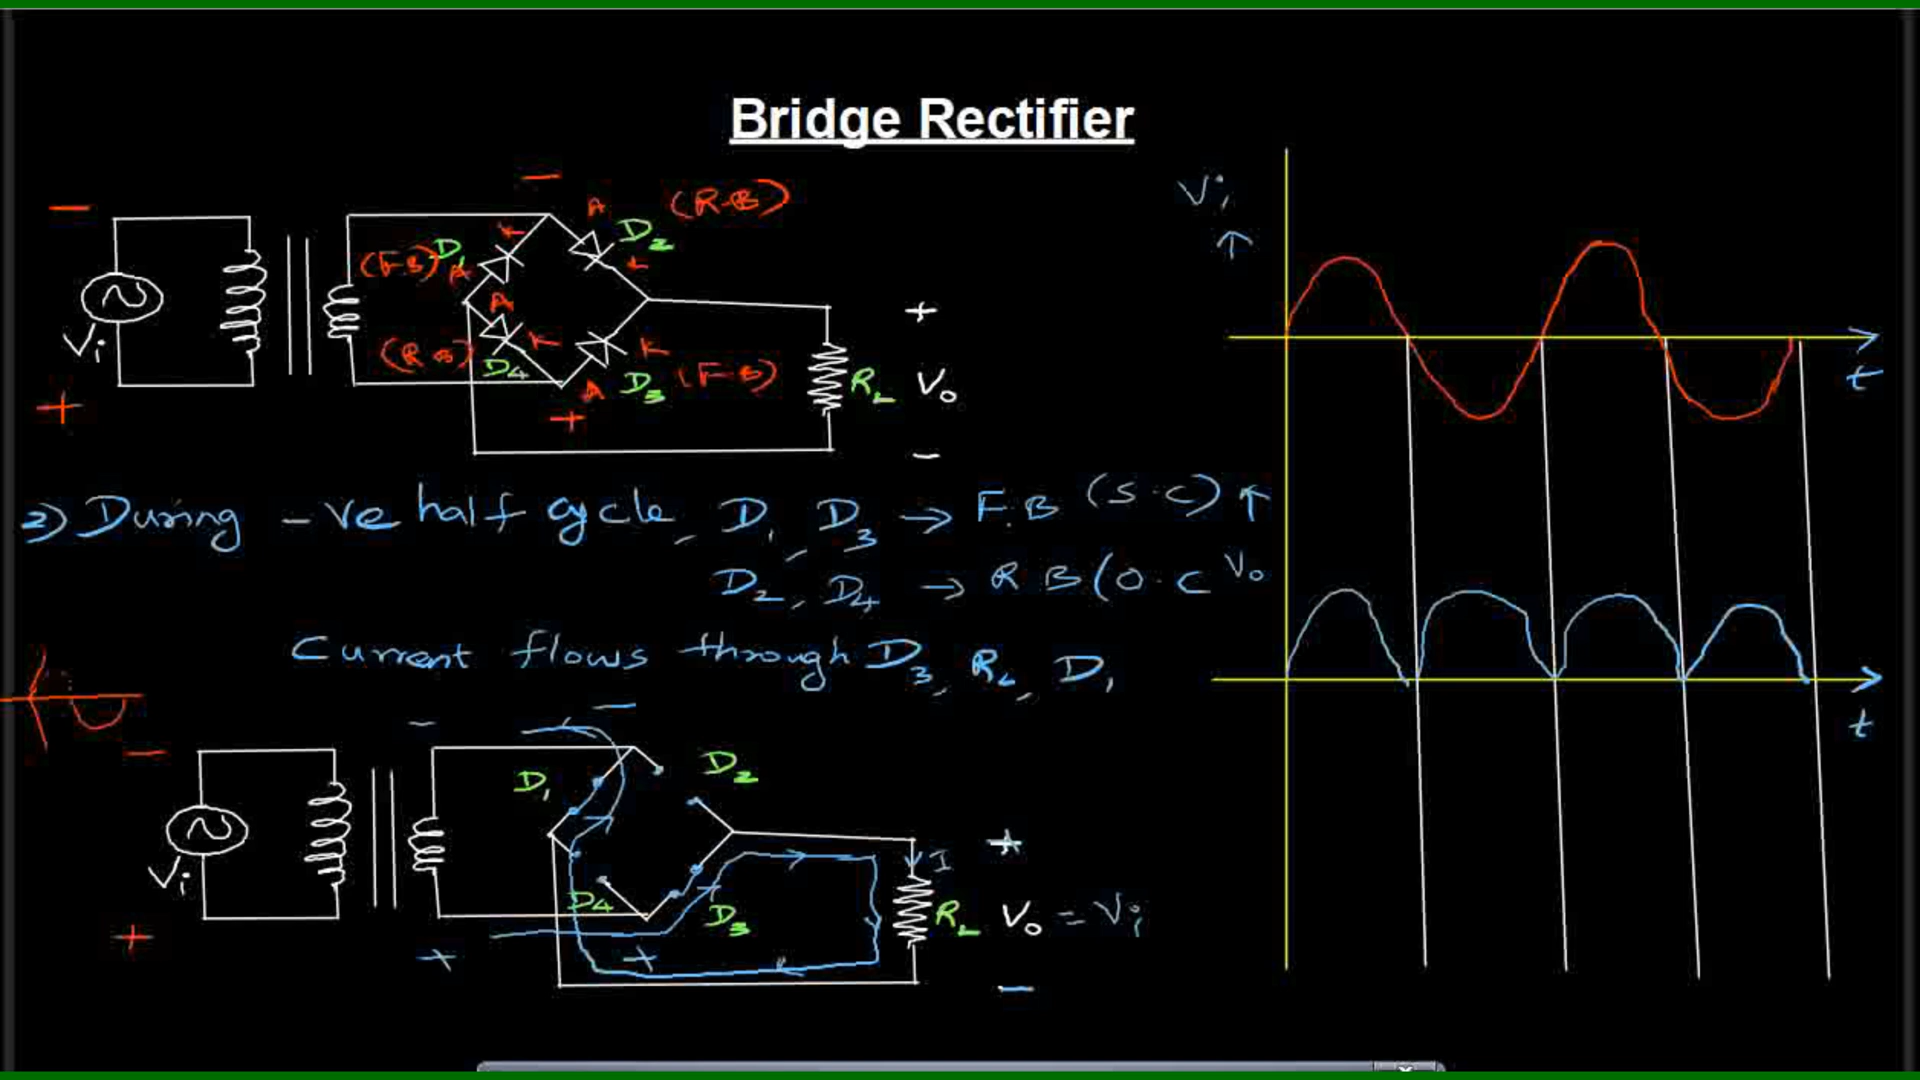 Bridge Rectifier
− − A (R.B)
K D2
(F.B) D1 A K
A
(R.B) K K
D4 A D3 (F.B)
Vi + +
+
RL Vo
−
Vi
↑
t
2) During -ve half cycle, D1, D3 → F.B (S.C) ↑
D2, D4 → R B (O.C Vo
Current flows through D3, RL, D1
t
− − −
D1 D2
I +
Vi D4 D3 RL Vo = Vi
+ + + −